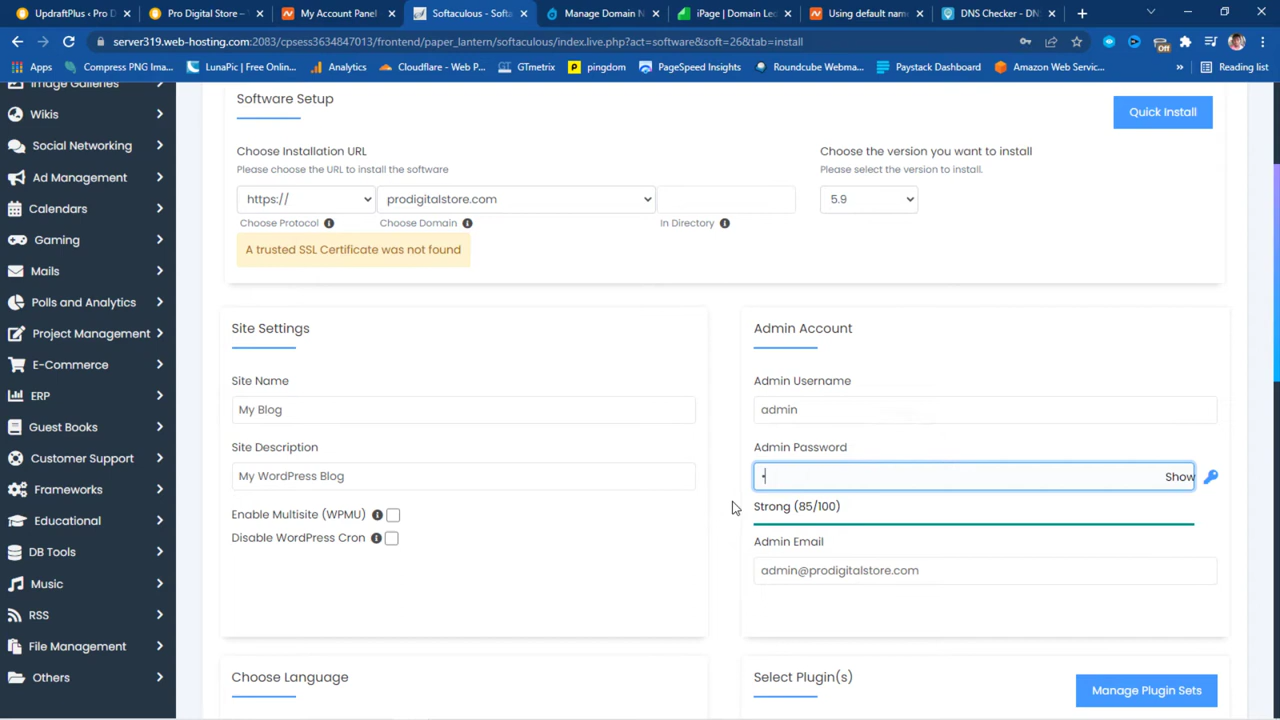 UpdraftPlus ‹ Pro D
Pro Digital Store –
My Account Panel
Softaculous - Softa
Manage Domain N
iPage | Domain Led
Using default name
DNS Checker - DNS
server319.web-hosting.com:2083/cpsess3634847013/frontend/paper_lantern/softaculous/index.live.php?act=software&soft=26&tab=install
Off
Apps
Compress PNG Ima...
LunaPic | Free Onlin...
Analytics
Cloudflare - Web P...
GTmetrix
pingdom
PageSpeed Insights
Roundcube Webma...
Paystack Dashboard
Amazon Web Servic...
»
Reading list
Image Galleries
Wikis
Social Networking
Ad Management
Calendars
Gaming
Mails
Polls and Analytics
Project Management
E-Commerce
ERP
Guest Books
Customer Support
Frameworks
Educational
DB Tools
Music
RSS
File Management
Others
Software Setup
Quick Install
Choose Installation URL
Please choose the URL to install the software
https://
prodigitalstore.com
Choose Protocol
Choose Domain
In Directory
A trusted SSL Certificate was not found
Choose the version you want to install
Please select the version to install.
5.9
Site Settings
Site Name
My Blog
Site Description
My WordPress Blog
Enable Multisite (WPMU)
Disable WordPress Cron
Admin Account
Admin Username
admin
Admin Password
Show
Strong (85/100)
Admin Email
admin@prodigitalstore.com
Choose Language
Select Plugin(s)
Manage Plugin Sets